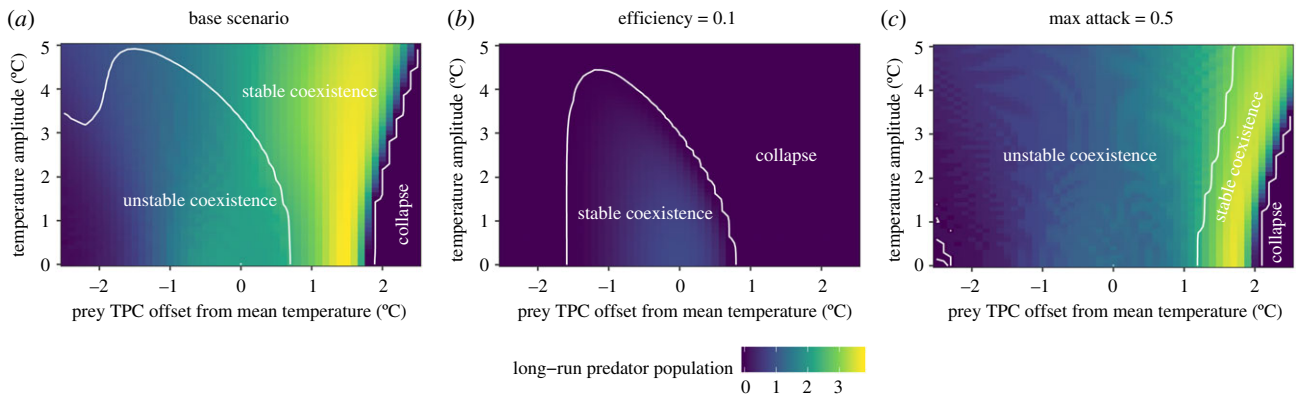 (a)
base scenario
5
4
3
2
1
0
temperature amplitude (ºC)
stable coexistence
unstable coexistence
collapse
–2
–1
0
1
2
prey TPC offset from mean temperature (ºC)
(b)
efficiency = 0.1
5
4
3
2
1
0
temperature amplitude (ºC)
collapse
stable coexistence
–2
–1
0
1
2
prey TPC offset from mean temperature (ºC)
(c)
max attack = 0.5
5
4
3
2
1
0
temperature amplitude (ºC)
unstable coexistence
stable coexistence
collapse
–2
–1
0
1
2
prey TPC offset from mean temperature (ºC)
long−run predator population
0 1 2 3